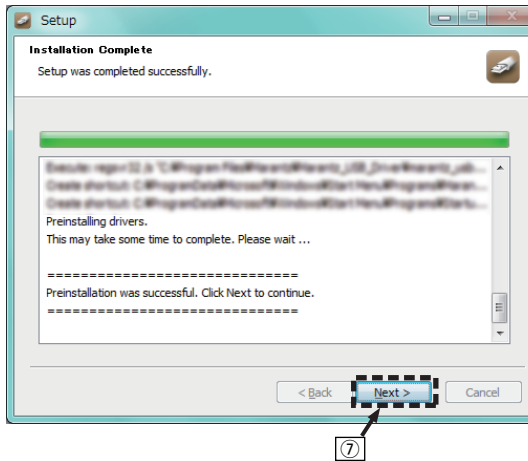 Setup
Installation Complete
Setup was completed successfully.
Preinstalling drivers.
This may take some time to complete. Please wait ...
==============================
Preinstallation was successful. Click Next to continue.
==============================
< Back
Next >
Cancel
⑦